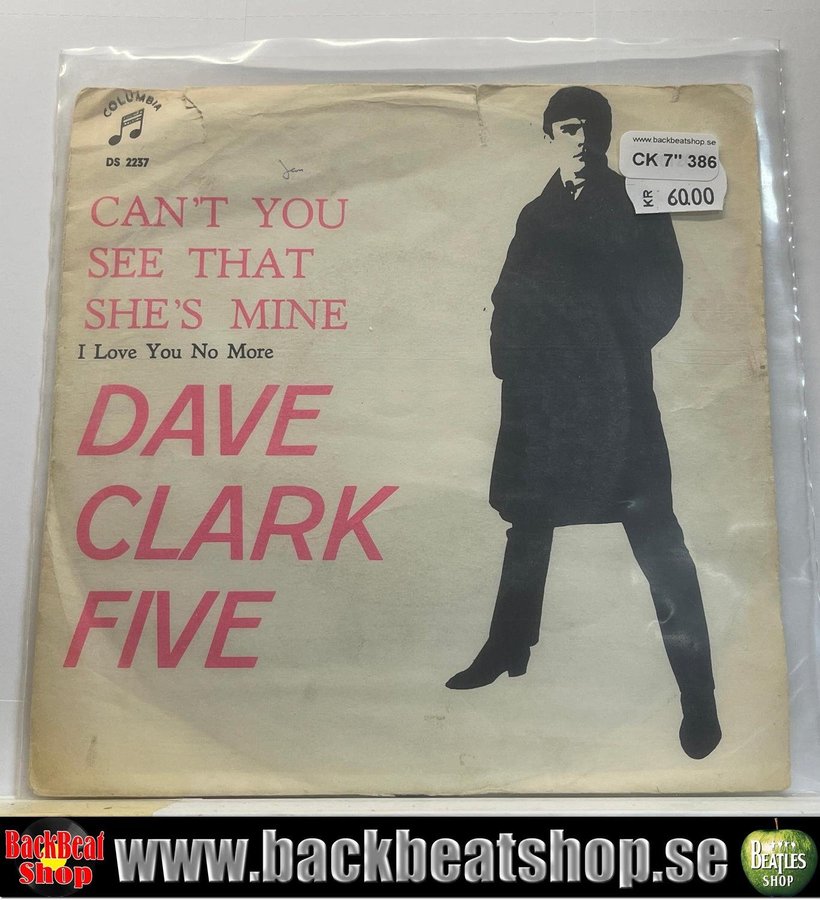 COLUMBIA
DS 2237
www.backbeatshop.se
CK 7" 386
KR 60.00
CAN'T YOU
SEE THAT
SHE'S MINE
I Love You No More
DAVE
CLARK
FIVE
BackBeat
Shop
www.backbeatshop.se
BEATLES
SHOP